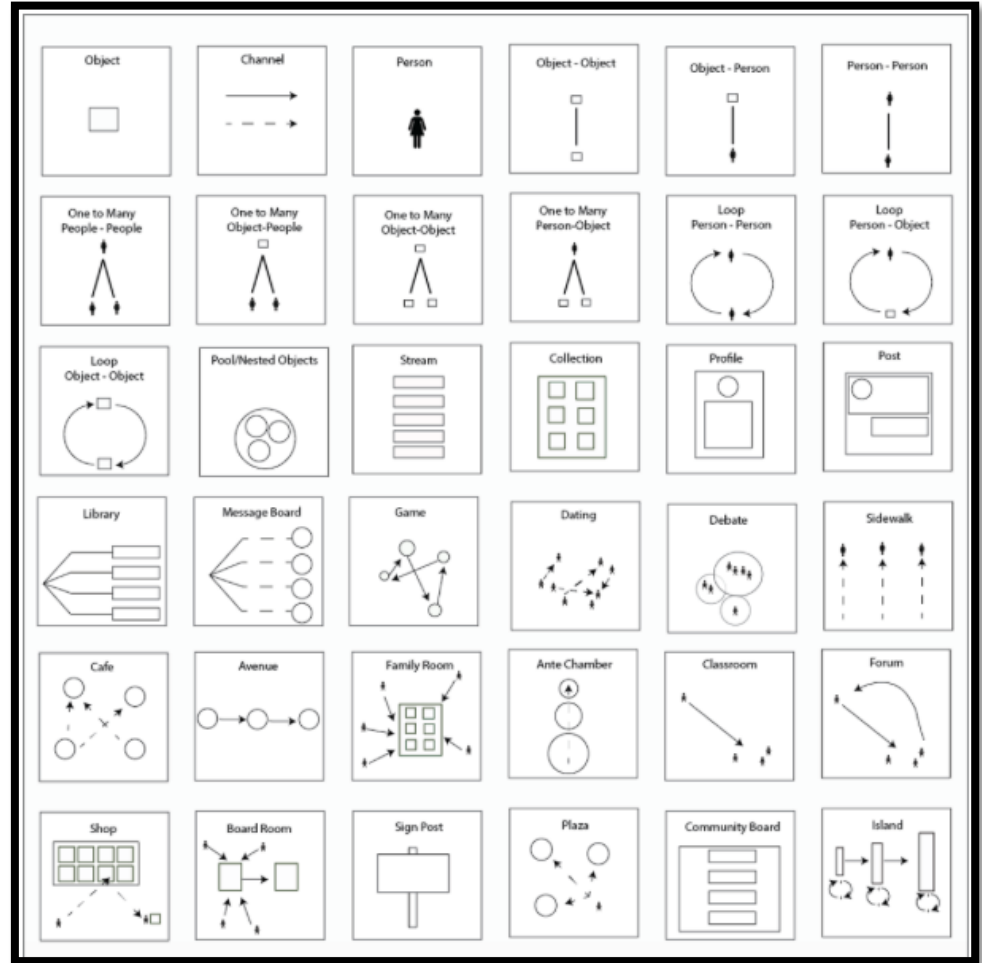 Object
Channel
Person
Object - Object
Object - Person
Person - Person
One to Many
People - People
One to Many
Object-People
One to Many
Object-Object
One to Many
Person-Object
Loop
Person - Person
Loop
Person - Object
Loop
Object - Object
Pool/Nested Objects
Stream
Collection
Profile
Post
Library
Message Board
Game
Dating
Debate
Sidewalk
Cafe
Avenue
Family Room
Ante Chamber
Classroom
Forum
Shop
Board Room
Sign Post
Plaza
Community Board
Island